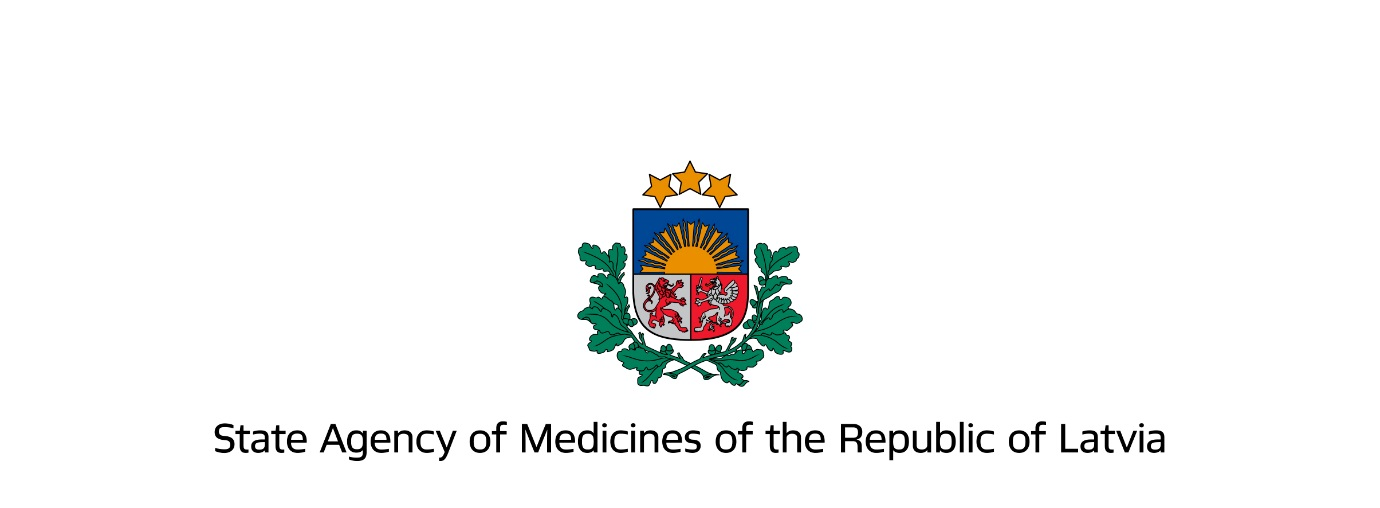 State Agency of Medicines of the Republic of Latvia